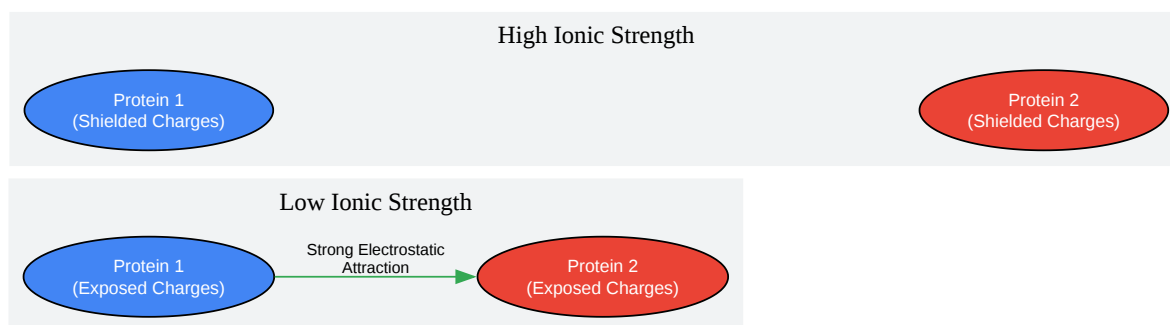 High Ionic Strength
Protein 1
(Shielded Charges)
Protein 2
(Shielded Charges)
Low Ionic Strength
Protein 1
(Exposed Charges)
Strong Electrostatic
Attraction
Protein 2
(Exposed Charges)